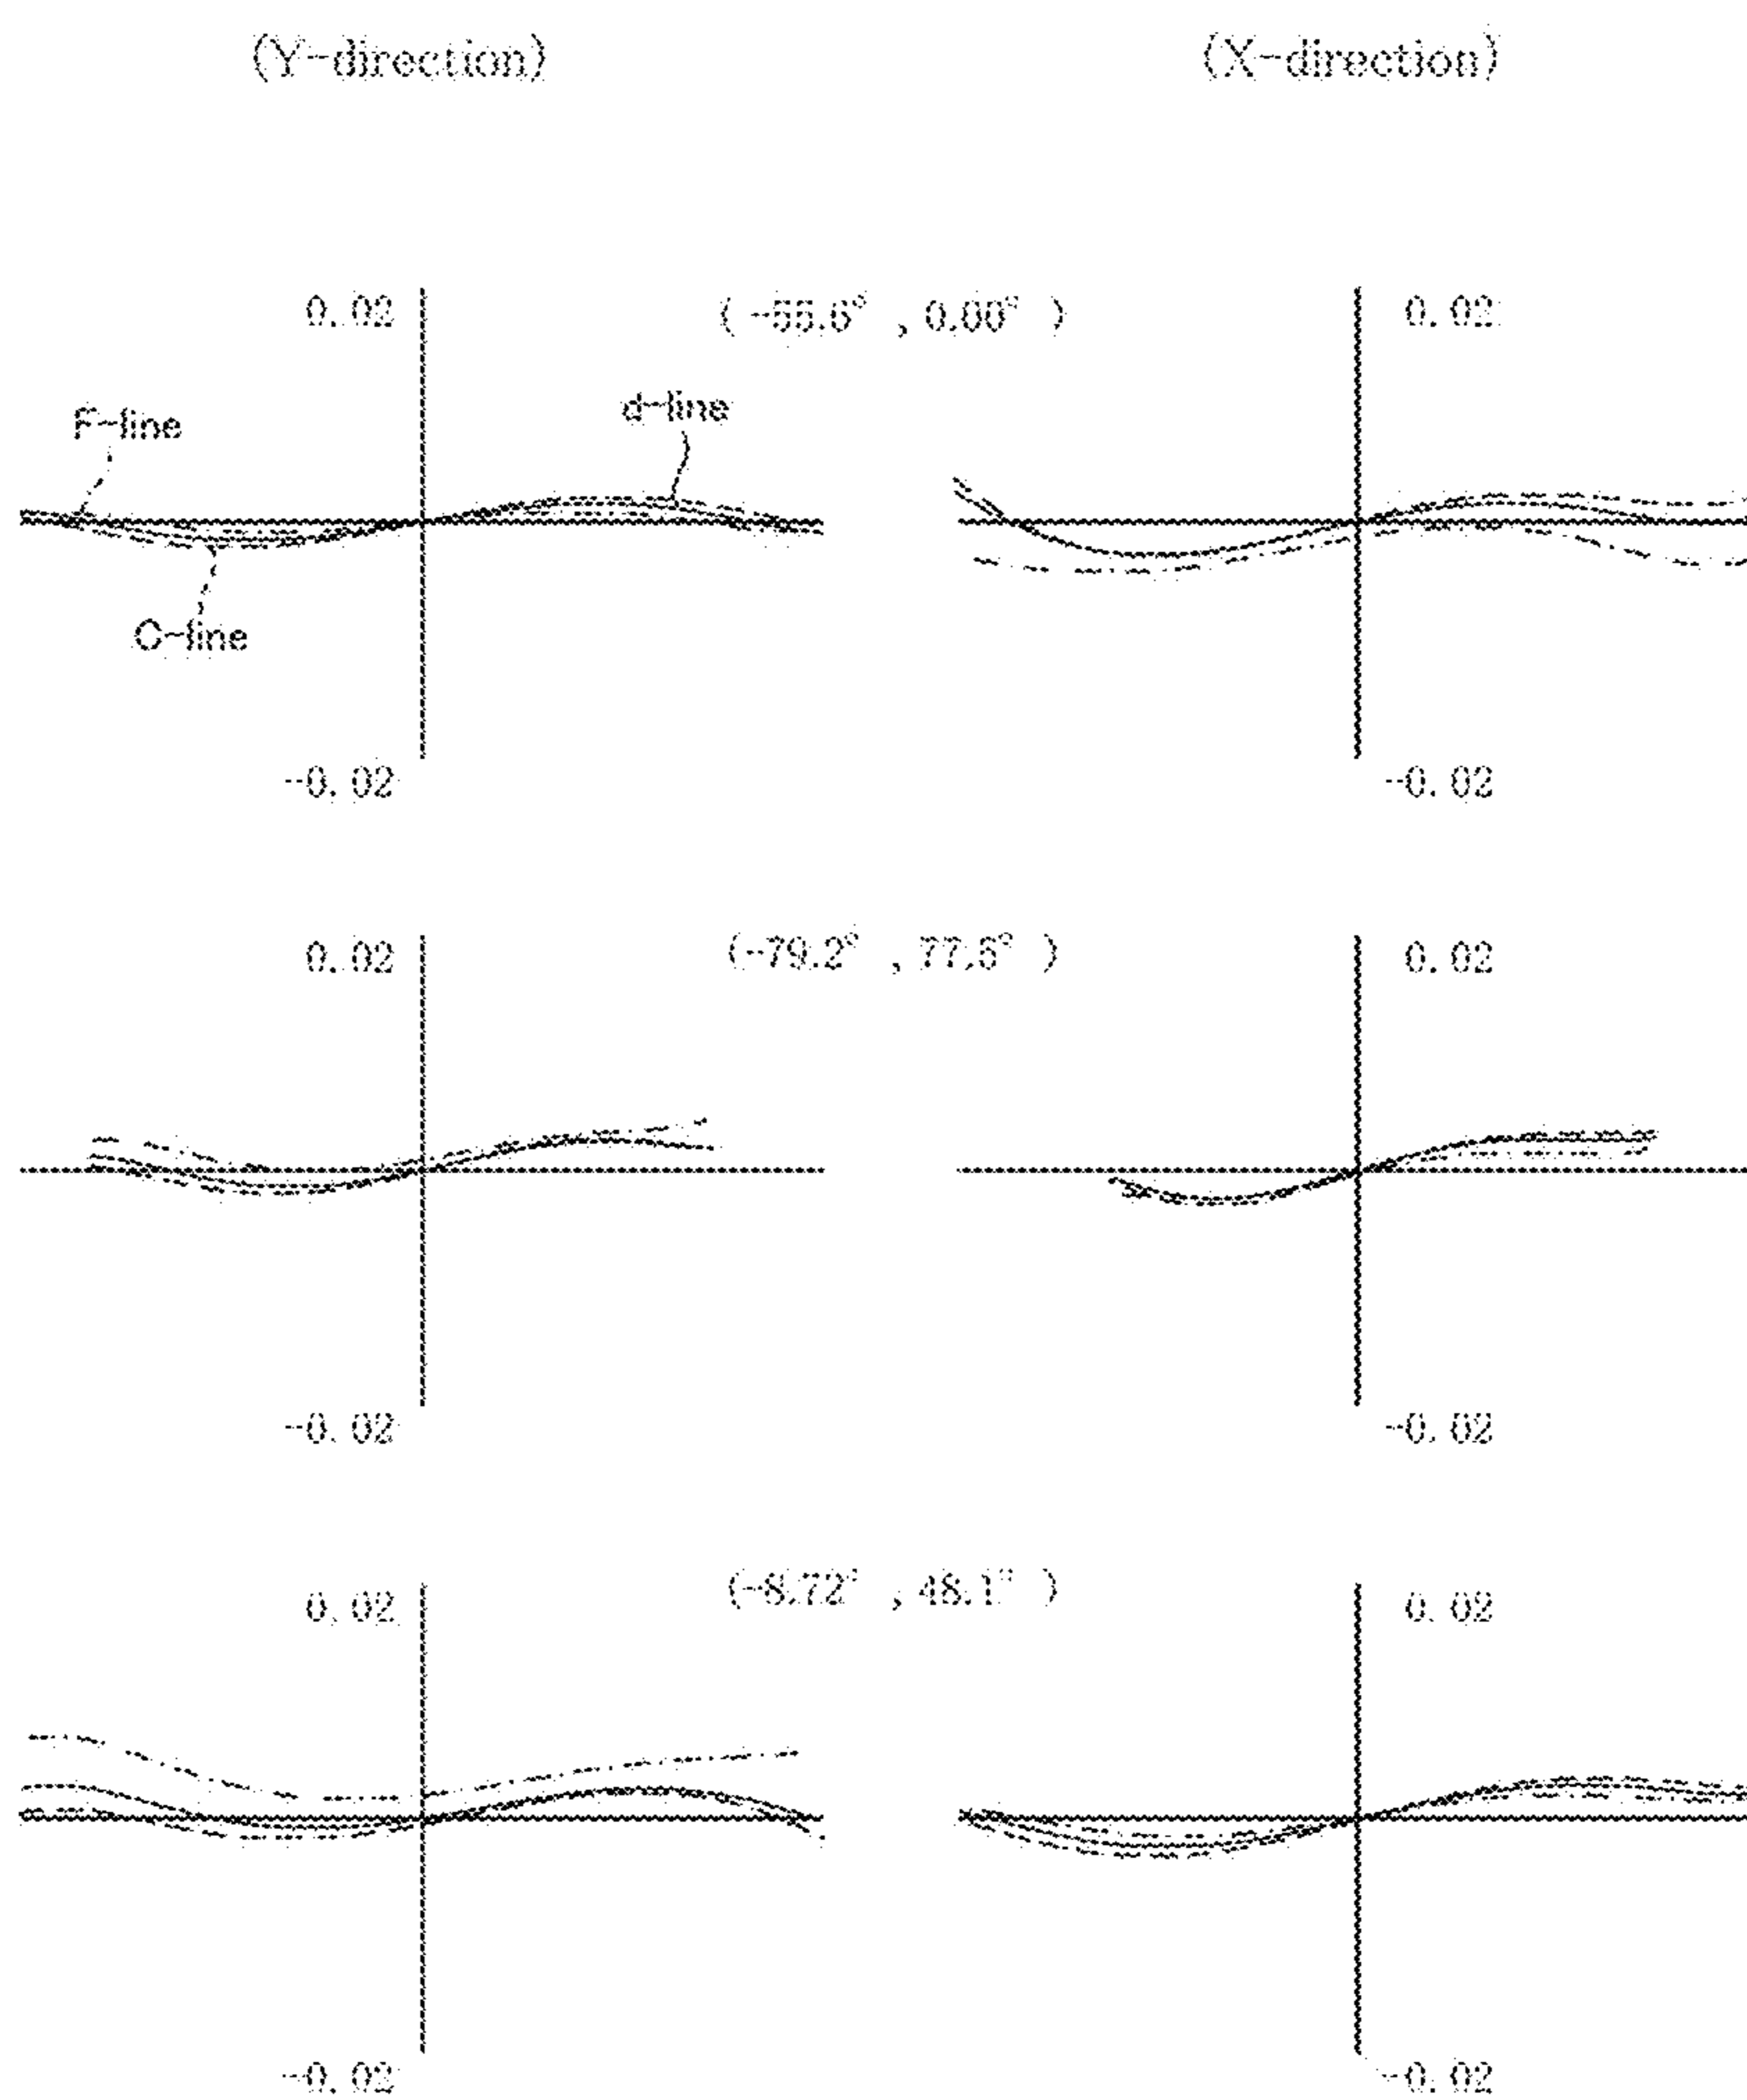 (Y-direction) (X-direction)
0.02 (-55.6° , 0.00° ) 0.02
F-line d-line
C-line
-0.02 -0.02
0.02 (-79.2° , 77.6° ) 0.02
-0.02 -0.02
0.02 (-8.72° , 48.1° ) 0.02
-0.02 -0.02